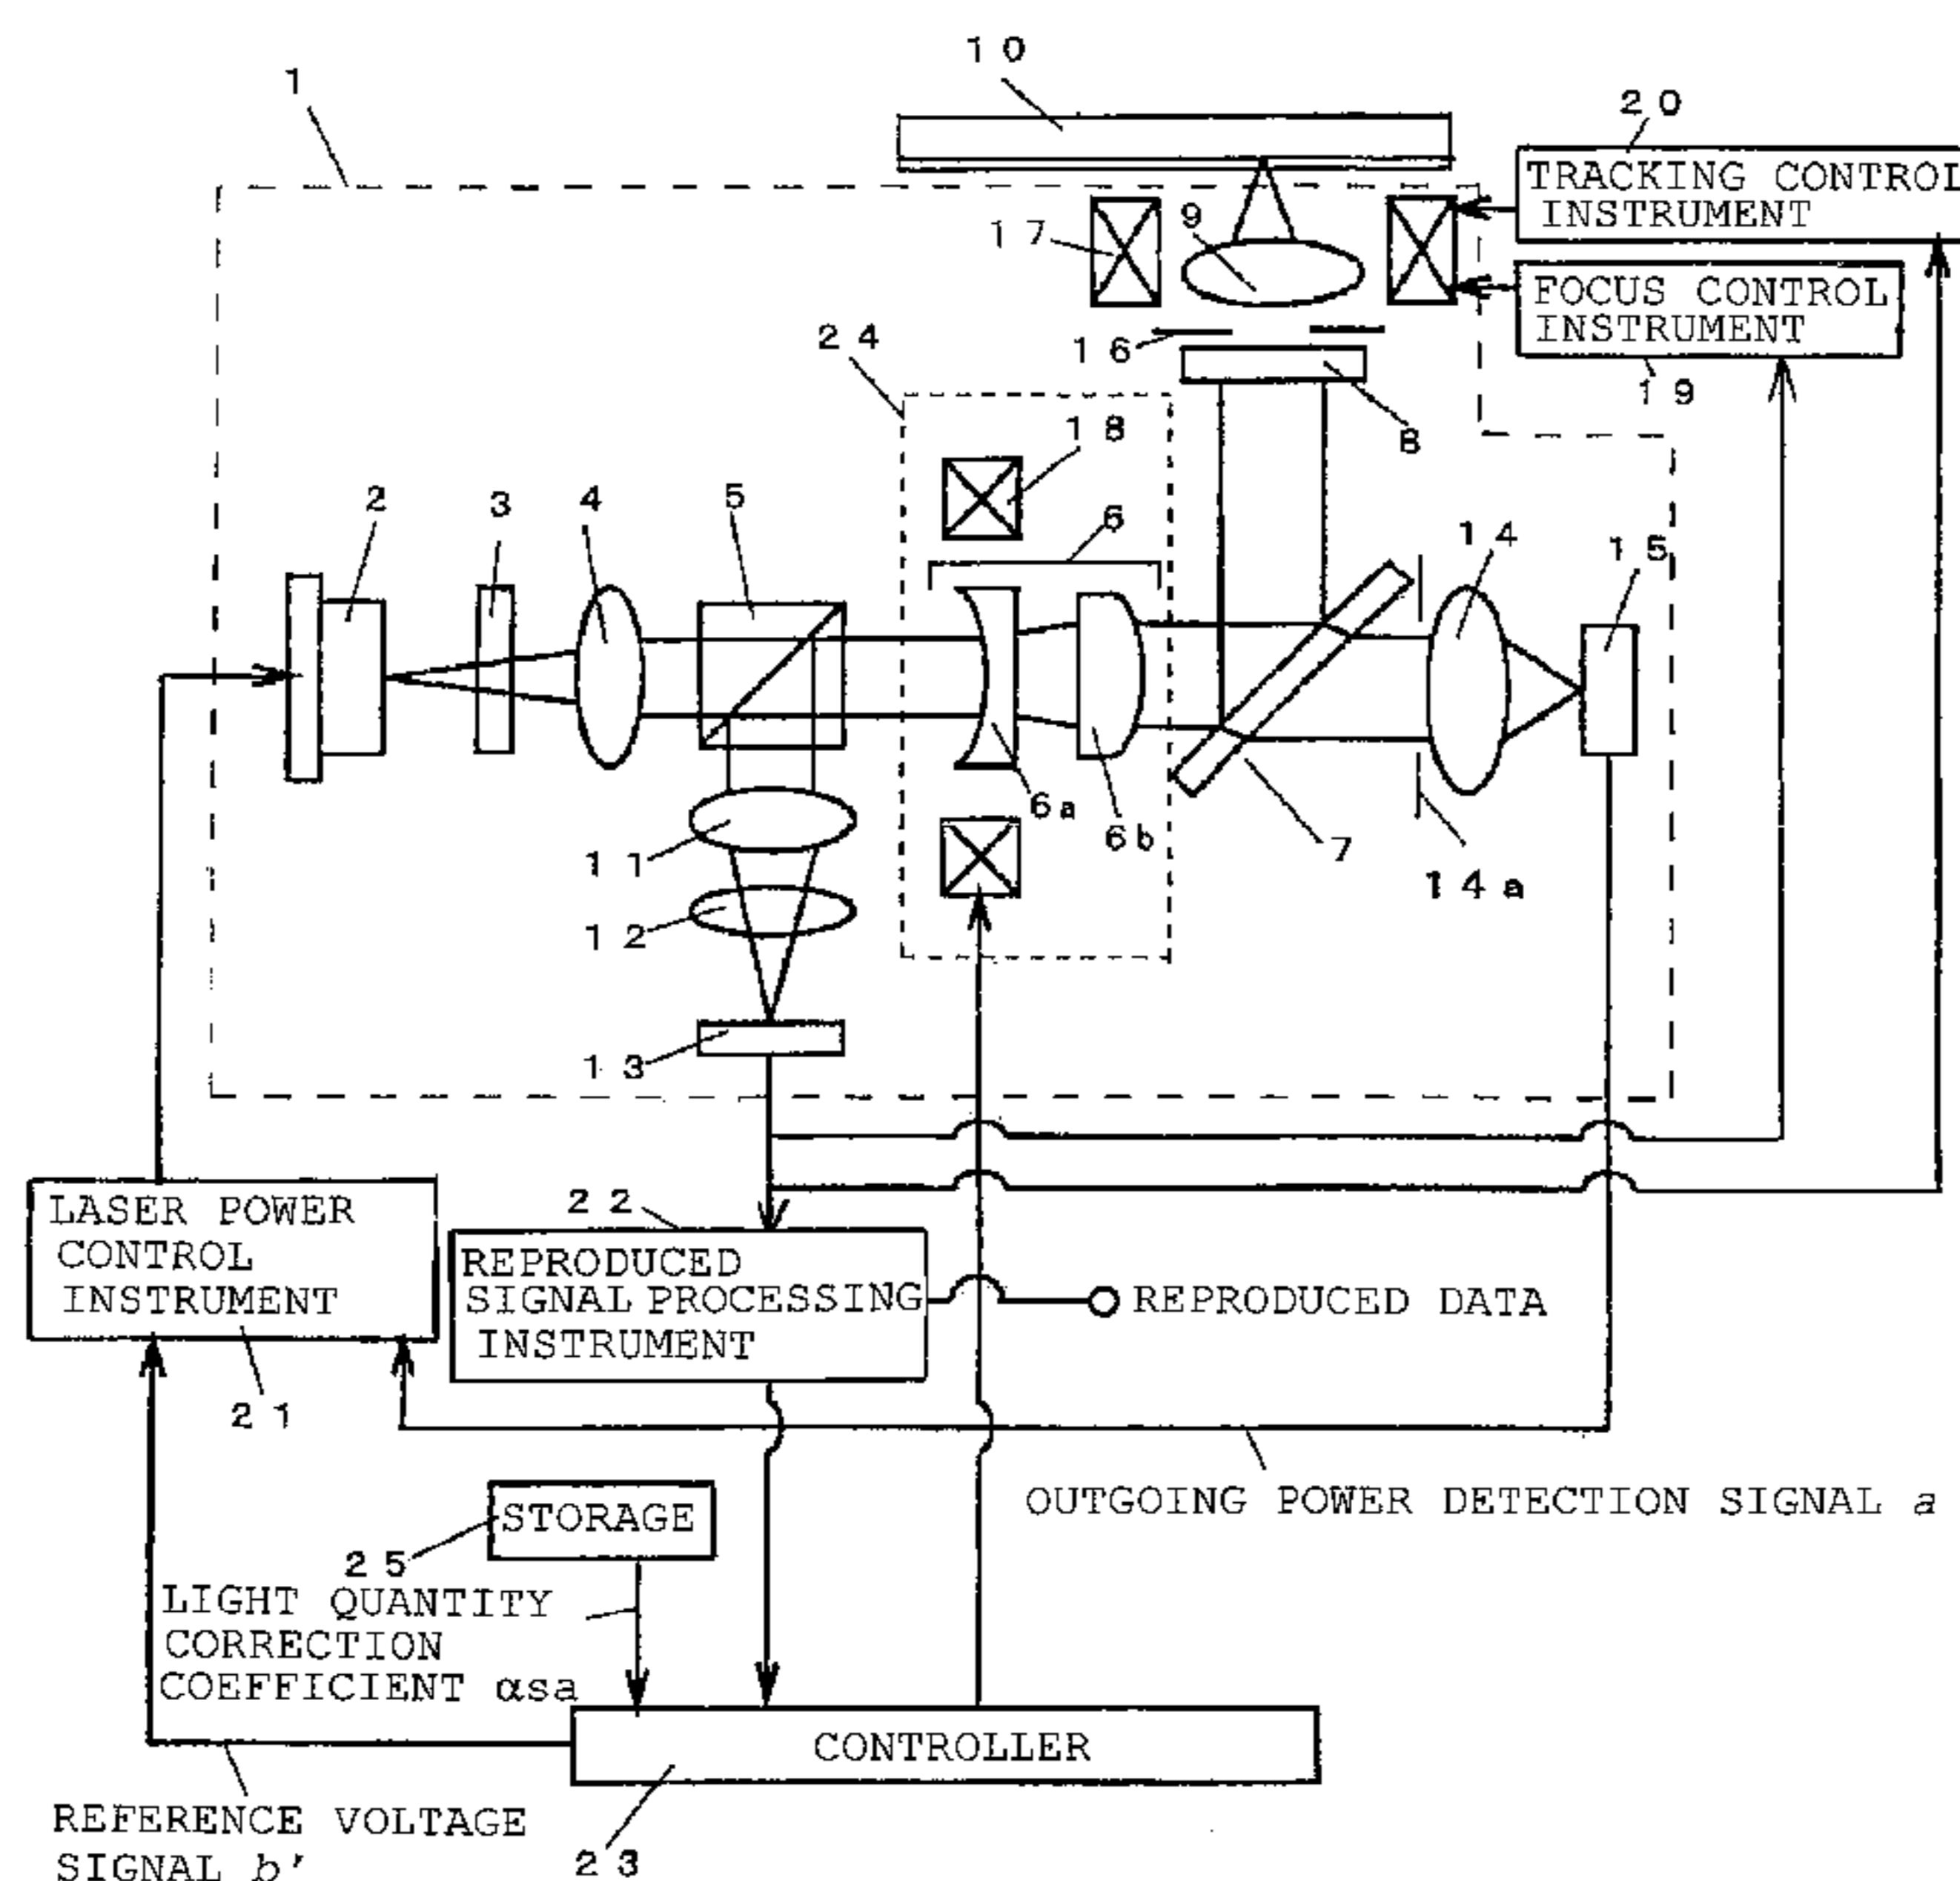 10
1
20
TRACKING CONTROL
INSTRUMENT
9
17
FOCUS CONTROL
INSTRUMENT
24
16
19
18
8
2
3
4
5
6
14
15
6a
6b
7
11
14a
12
13
22
LASER POWER
CONTROL
INSTRUMENT
REPRODUCED
SIGNAL PROCESSING
INSTRUMENT
REPRODUCED DATA
21
OUTGOING POWER DETECTION SIGNAL a
STORAGE
25
LIGHT QUANTITY
CORRECTION
COEFFICIENT αsa
CONTROLLER
REFERENCE VOLTAGE
SIGNAL b'
23